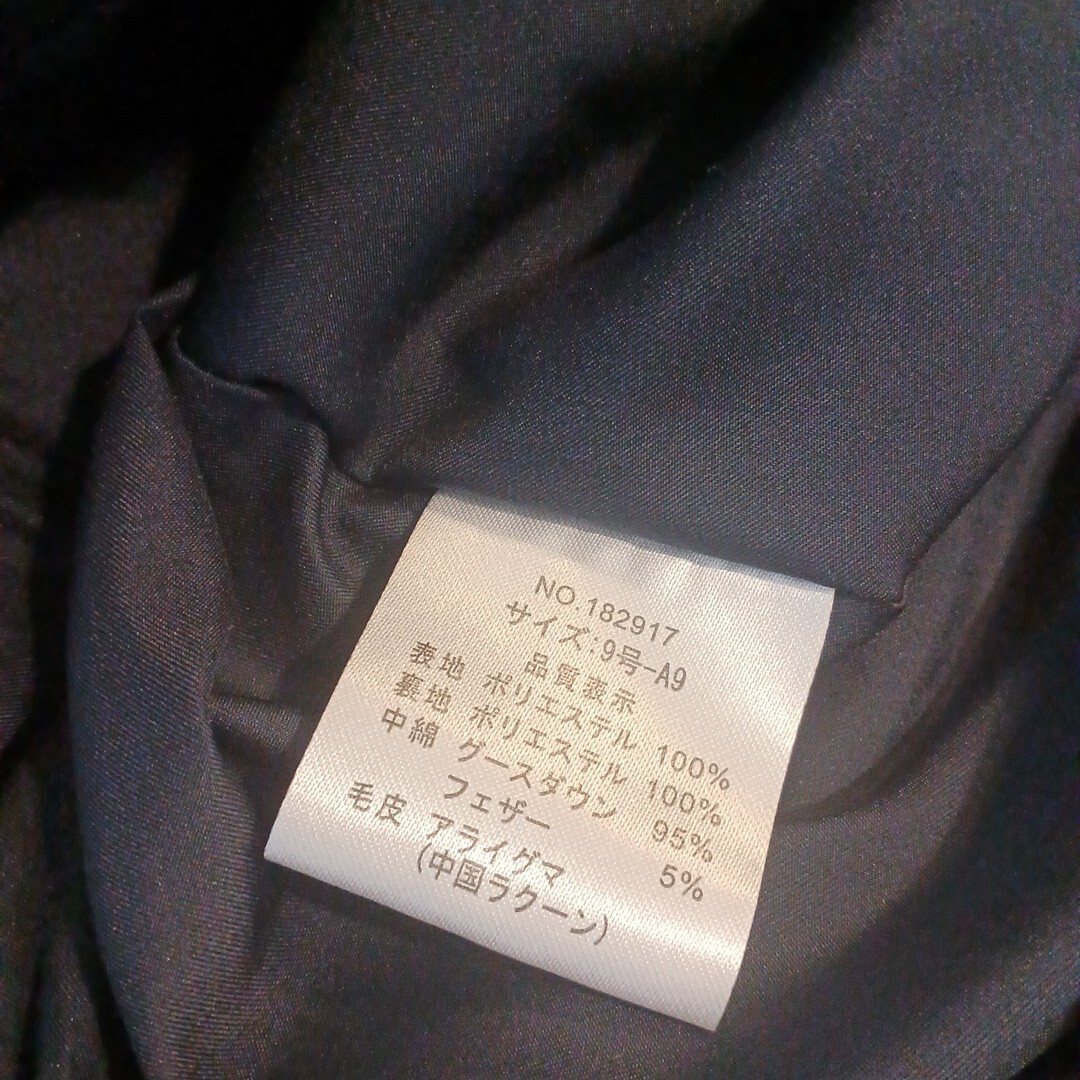 NO.182917
サイズ:9号-A9
品質表示
表地 ポリエステル 100%
裏地 ポリエステル 100%
中綿 グースダウン 95%
フェザー 5%
毛皮 アライグマ
(中国ラクーン)